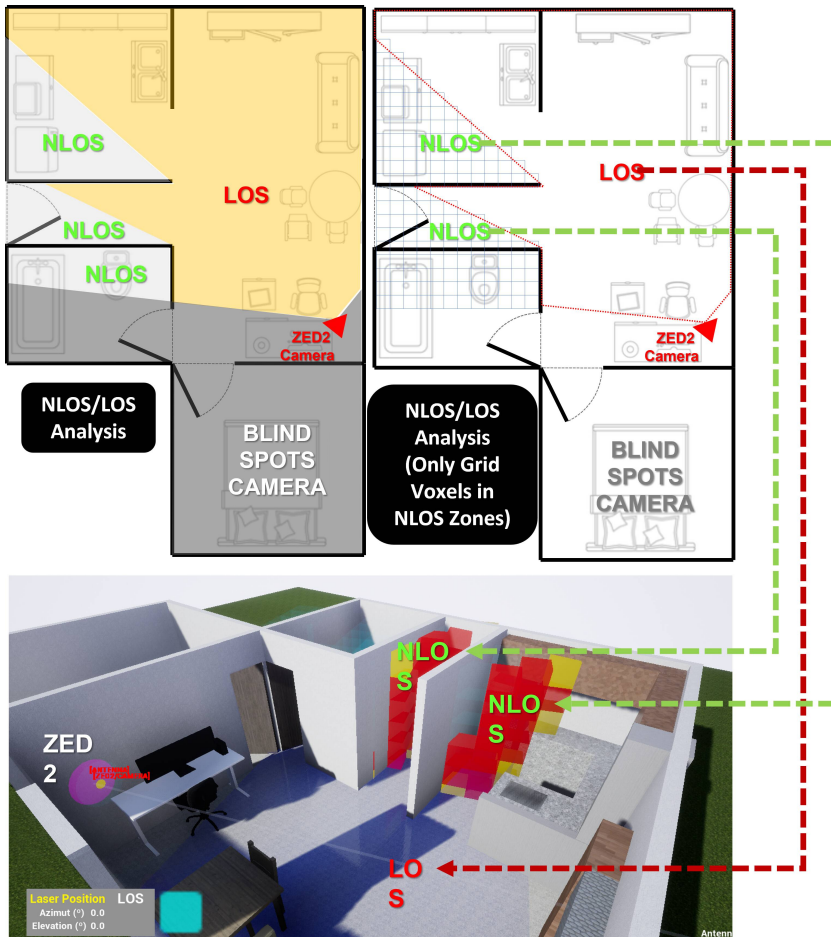 NLOS
LOS
NLOS
NLOS
ZED2
Camera
NLOS/LOS
Analysis
BLIND
SPOTS
CAMERA
NLOS
LOS
NLOS
ZED2
Camera
NLOS/LOS
Analysis
(Only Grid
Voxels in
NLOS Zones)
BLIND
SPOTS
CAMERA
NLO
S
NLO
S
ZED
2
LO
S
Laser Position LOS
Azimut (º) 0.0
Elevation (º) 0.0
Antenn